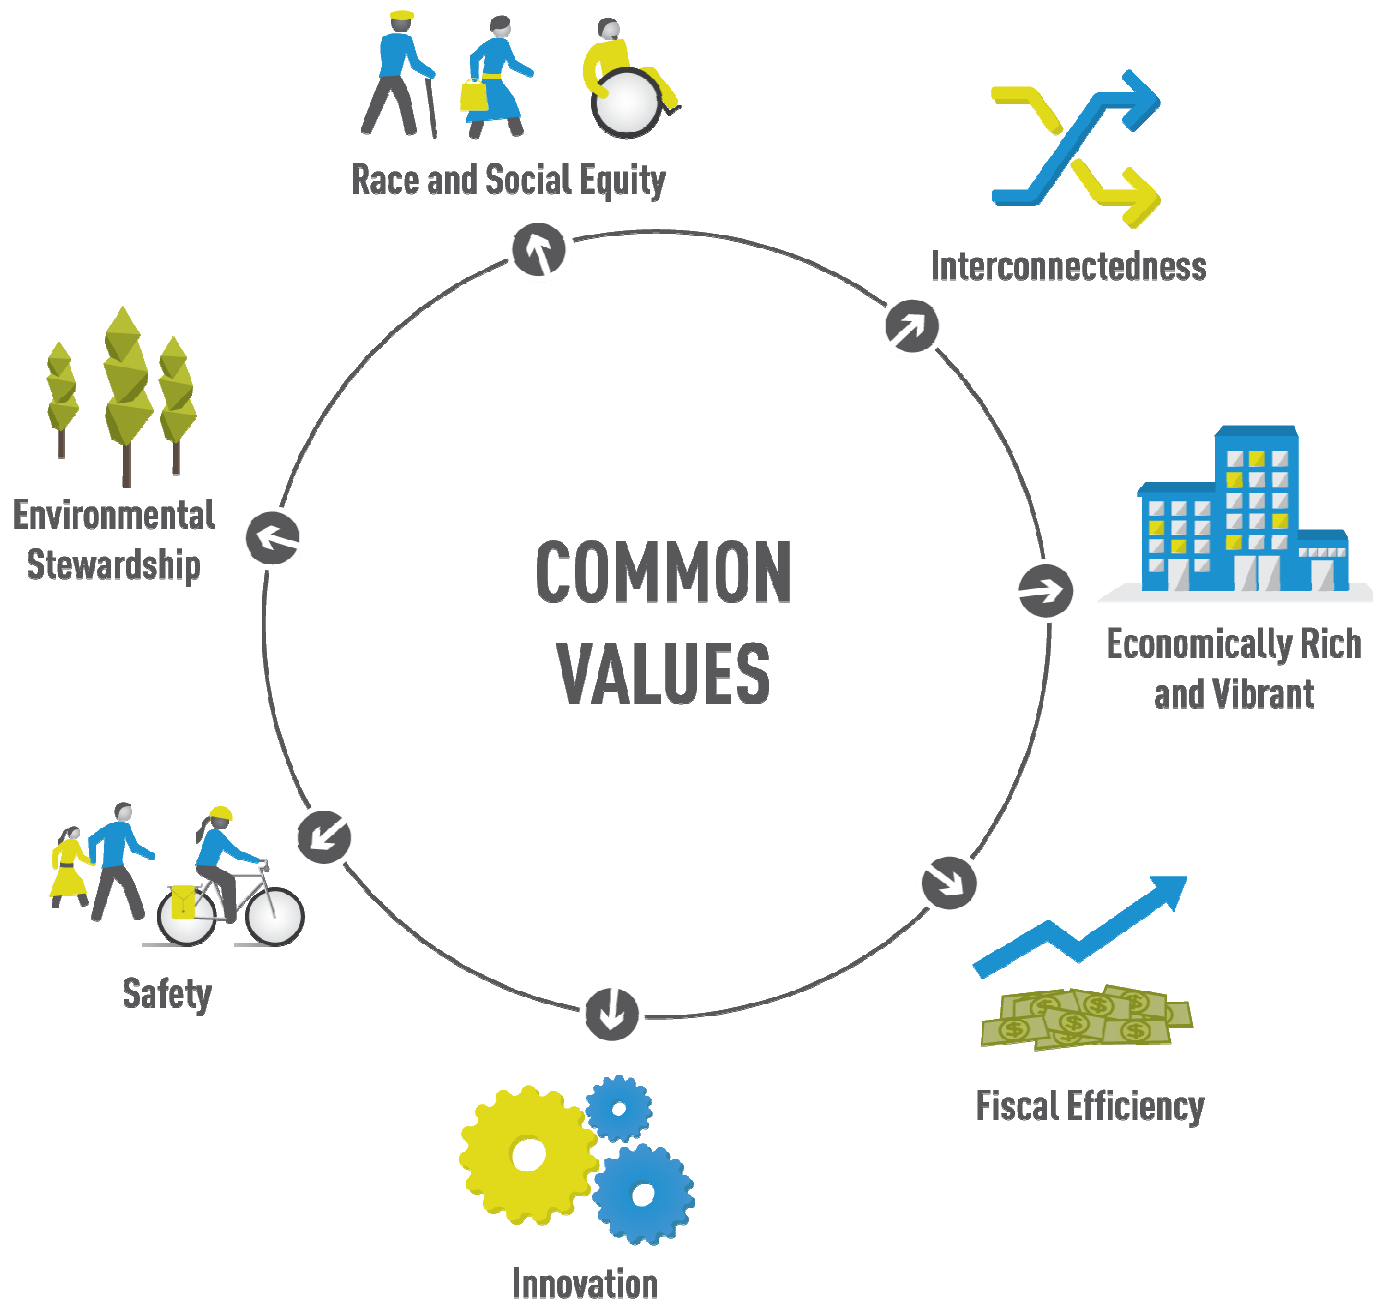 Race and Social Equity
Interconnectedness
Economically Rich
and Vibrant
Fiscal Efficiency
Innovation
Safety
Environmental
Stewardship
COMMON
VALUES